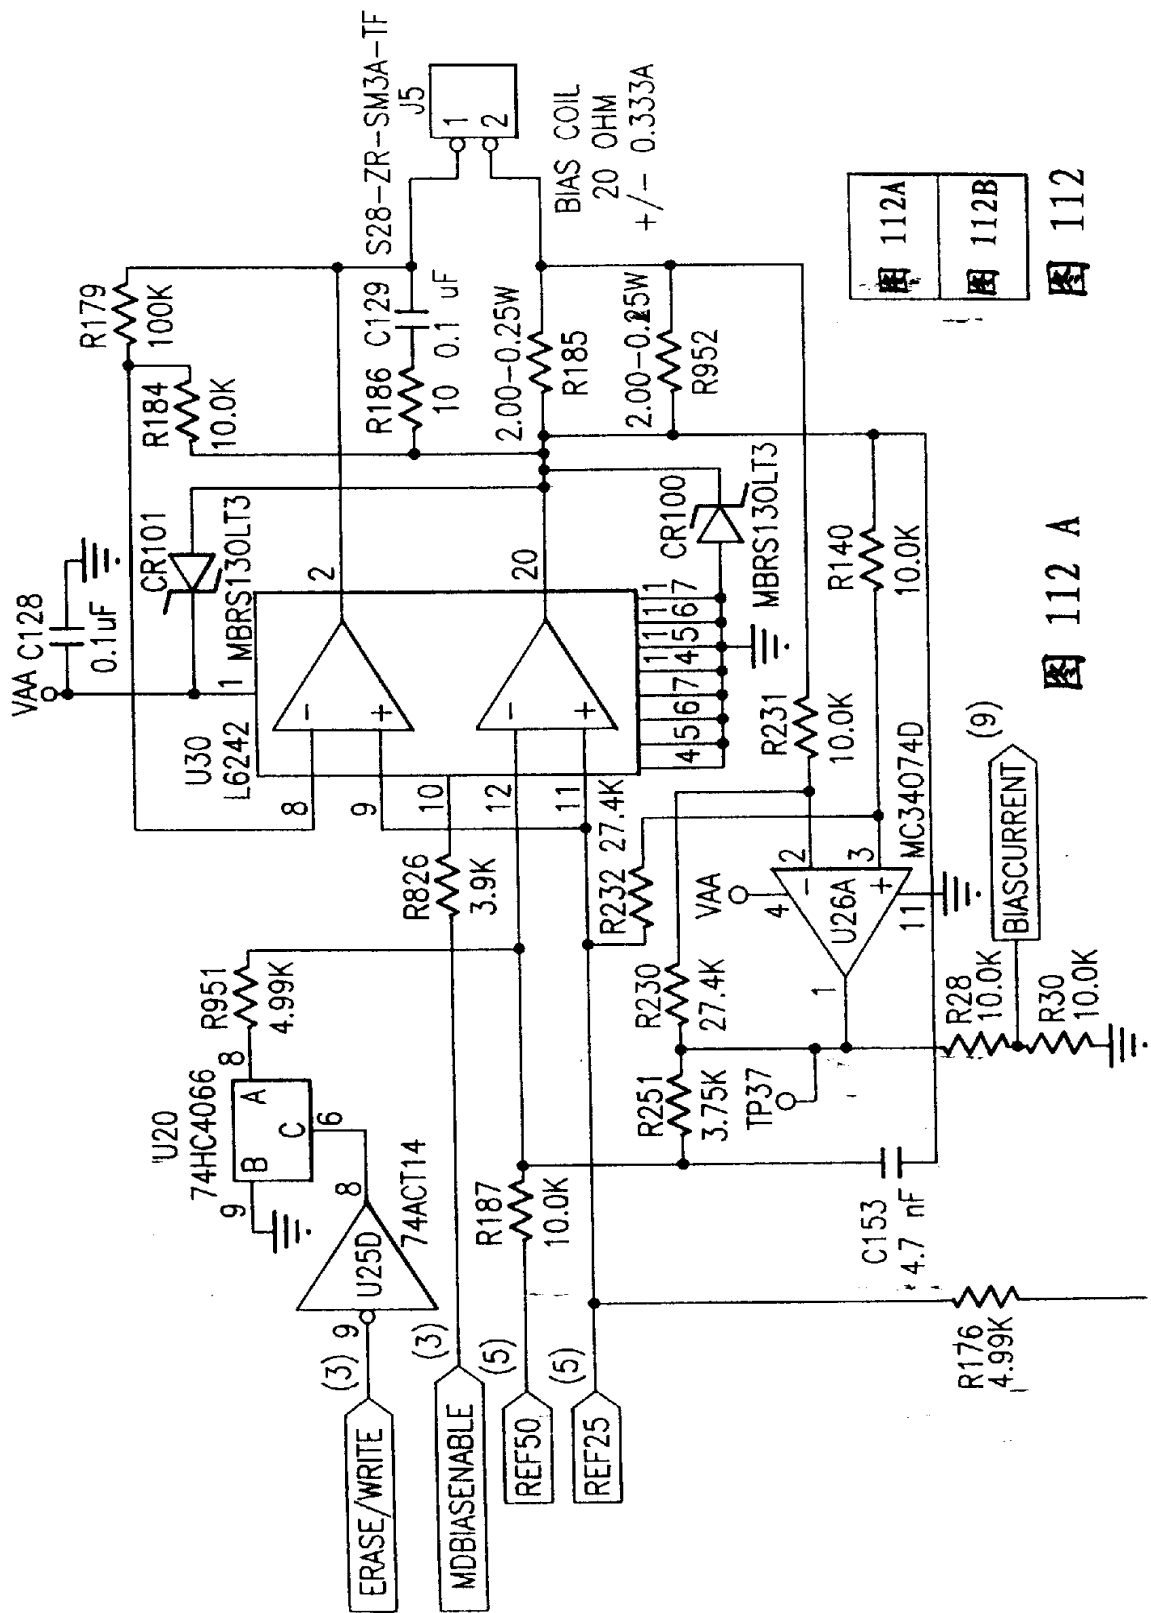 VAA
C128
0.1uF
CR101
MBRS130LT3
R179
100K
R184
10.0K
R186
10
C129
0.1 uF
S28-ZR-SM3A-TF
J5
1
2
BIAS COIL
20 OHM
+/- 0.333A
2.00-0.25W
R185
2.00-0.25W
R952
U30
L6242
1
8
9
10
12
11
2
20
-
+
-
+
4 5 6 7 14 15 16 17
CR100
MBRS130LT3
R826
3.9K
R951
4.99K
U20
74HC4066
B
A
C
9
8
6
U25D
9
8
74ACT14
ERASE/WRITE
(3)
MDBIASENABLE
(3)
REF50
(5)
REF25
(5)
R187
10.0K
R232
27.4K
R230
27.4K
R251
3.75K
R231
10.0K
R140
10.0K
VAA
4
2
3
-
+
U26A
1
11
MC34074D
TP37
C153
4.7 nF
R28
10.0K
R30
10.0K
BIASCURRENT
(9)
R176
4.99K
图 112A
图 112B
图 112
图 112 A